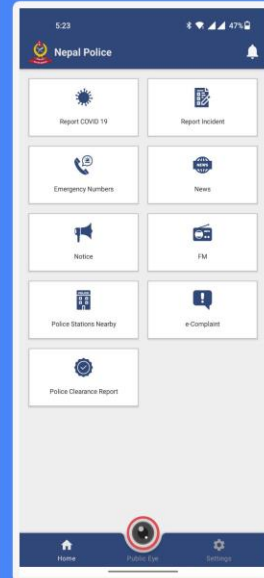 5:23
47%
Nepal Police
Report COVID 19
Report Incident
Emergency Numbers
NEWS
News
Notice
FM
Police Stations Nearby
e-Complaint
Police Clearance Report
Home
Public Eye
Settings